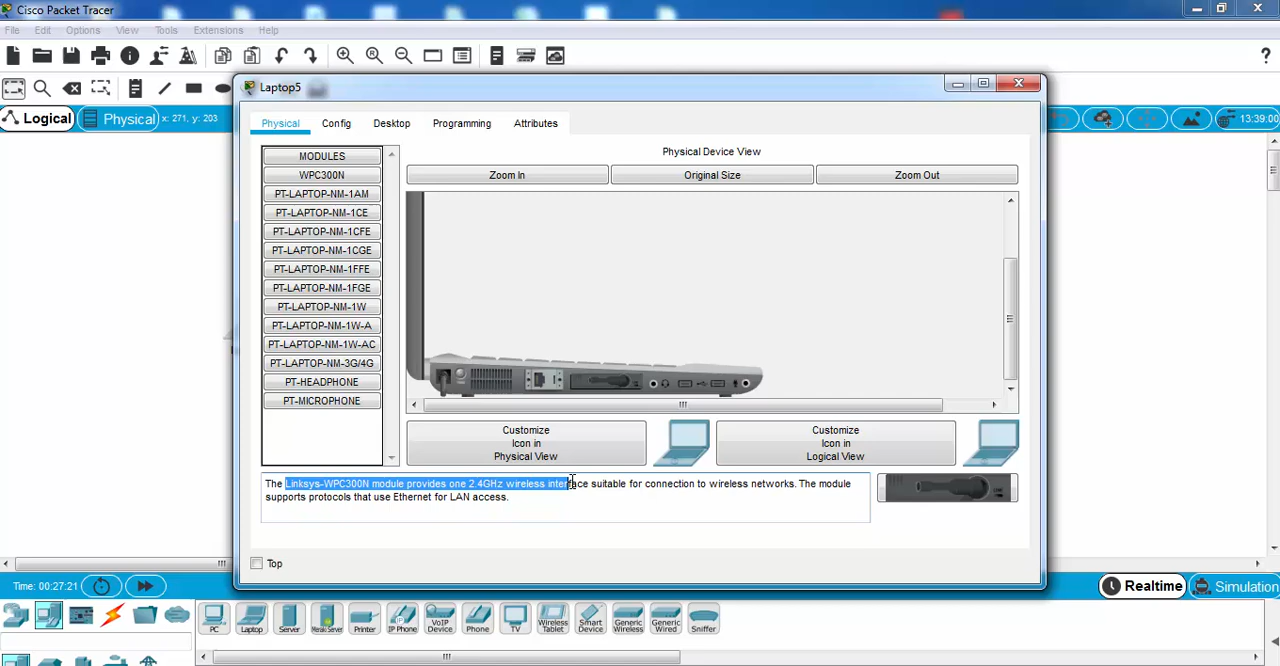 Cisco Packet Tracer
File Edit Options View Tools Extensions Help
?
Logical Physical x: 271, y: 203
13:39:00
Laptop5
Physical Config Desktop Programming Attributes
MODULES
WPC300N
PT-LAPTOP-NM-1AM
PT-LAPTOP-NM-1CE
PT-LAPTOP-NM-1CFE
PT-LAPTOP-NM-1CGE
PT-LAPTOP-NM-1FFE
PT-LAPTOP-NM-1FGE
PT-LAPTOP-NM-1W
PT-LAPTOP-NM-1W-A
PT-LAPTOP-NM-1W-AC
PT-LAPTOP-NM-3G/4G
PT-HEADPHONE
PT-MICROPHONE
Physical Device View
Zoom In Original Size Zoom Out
Customize
Icon in
Physical View
Customize
Icon in
Logical View
The Linksys-WPC300N module provides one 2.4GHz wireless interface suitable for connection to wireless networks. The module
supports protocols that use Ethernet for LAN access.
Top
Time: 00:27:21
Realtime Simulation
PC Laptop Server Meraki Server Printer IP Phone VoIP Device Phone TV Wireless Tablet Smart Device Generic Wireless Generic Wired Sniffer